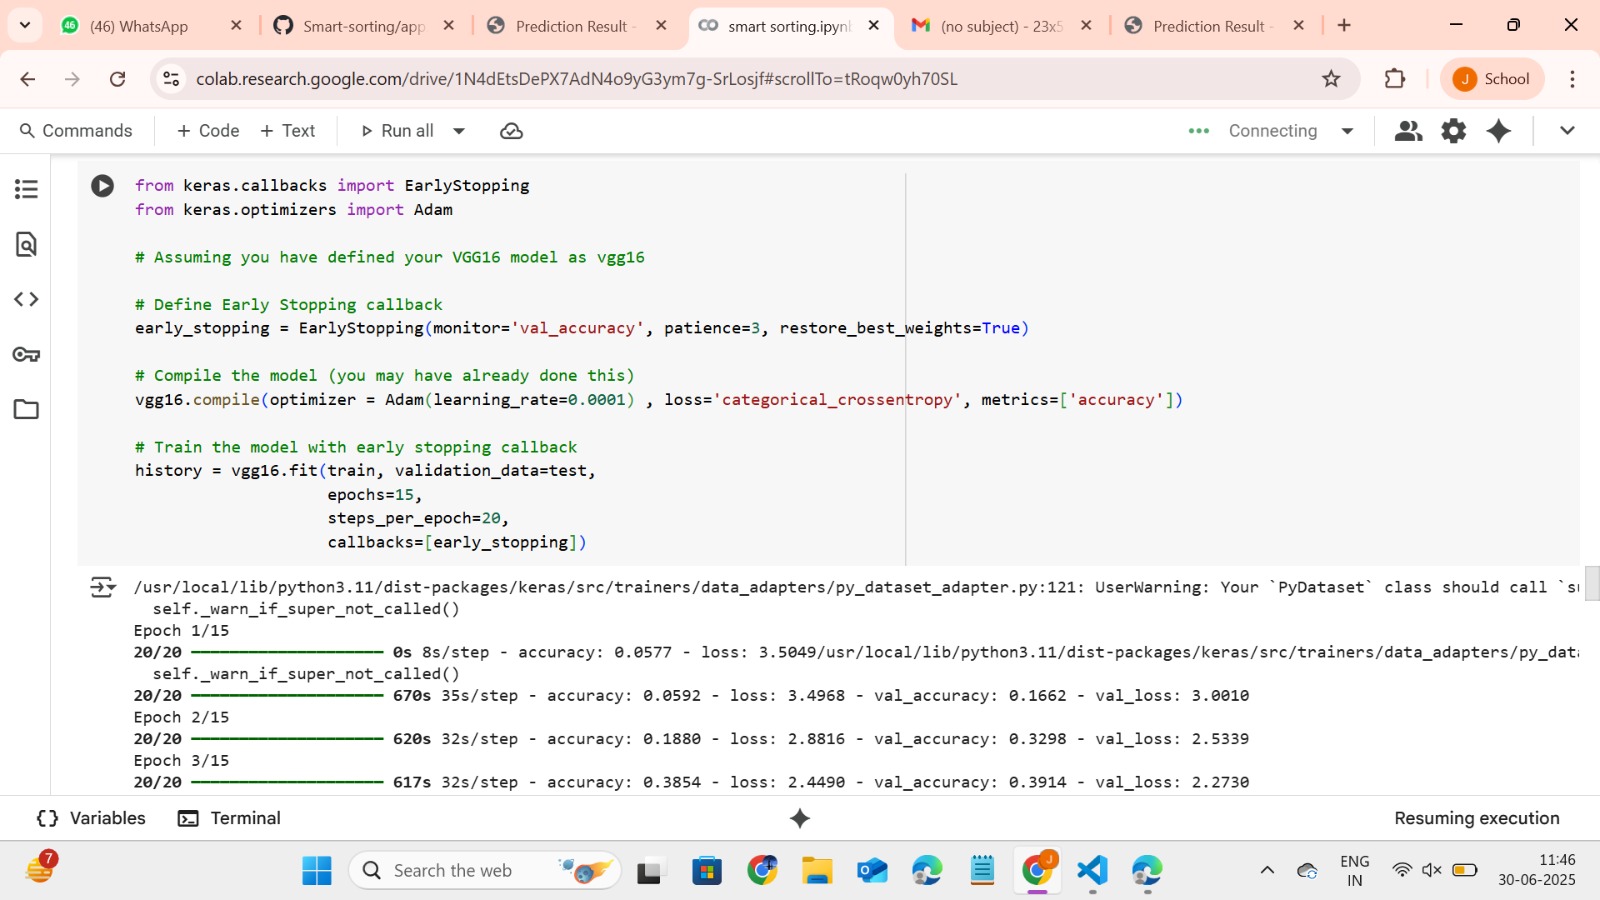 (46) WhatsApp
Smart-sorting/app
Prediction Result -
smart sorting.ipyn
(no subject) - 23x5
Prediction Result -
colab.research.google.com/drive/1N4dEtsDePX7AdN4o9yG3ym7g-SrLosjf#scrollTo=tRoqw0yh70SL
J School
Commands
+ Code + Text
Run all
Connecting
from keras.callbacks import EarlyStopping
from keras.optimizers import Adam
# Assuming you have defined your VGG16 model as vgg16
# Define Early Stopping callback
early_stopping = EarlyStopping(monitor='val_accuracy', patience=3, restore_best_weights=True)
# Compile the model (you may have already done this)
vgg16.compile(optimizer = Adam(learning_rate=0.0001) , loss='categorical_crossentropy', metrics=['accuracy'])
# Train the model with early stopping callback
history = vgg16.fit(train, validation_data=test,
epochs=15,
steps_per_epoch=20,
callbacks=[early_stopping])
/usr/local/lib/python3.11/dist-packages/keras/src/trainers/data_adapters/py_dataset_adapter.py:121: UserWarning: Your `PyDataset` class should call `s
self._warn_if_super_not_called()
Epoch 1/15
20/20 ━━━━━━━━━━━━━━━━━━━━ 0s 8s/step - accuracy: 0.0577 - loss: 3.5049/usr/local/lib/python3.11/dist-packages/keras/src/trainers/data_adapters/py_dat
self._warn_if_super_not_called()
20/20 ━━━━━━━━━━━━━━━━━━━━ 670s 35s/step - accuracy: 0.0592 - loss: 3.4968 - val_accuracy: 0.1662 - val_loss: 3.0010
Epoch 2/15
20/20 ━━━━━━━━━━━━━━━━━━━━ 620s 32s/step - accuracy: 0.1880 - loss: 2.8816 - val_accuracy: 0.3298 - val_loss: 2.5339
Epoch 3/15
20/20 ━━━━━━━━━━━━━━━━━━━━ 617s 32s/step - accuracy: 0.3854 - loss: 2.4490 - val_accuracy: 0.3914 - val_loss: 2.2730
{} Variables
Terminal
Resuming execution
7
Search the web
J
ENG
IN
11:46
30-06-2025